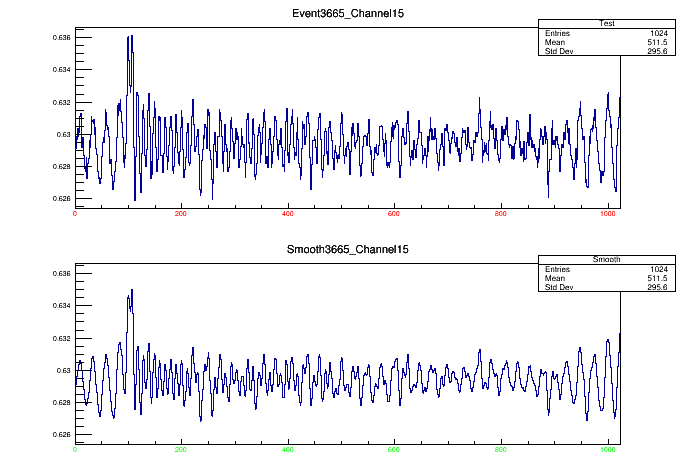 Event3665_Channel15
Test
Entries 1024
Mean 511.5
Std Dev 295.6
0.636
0.634
0.632
0.63
0.628
0.626
0 200 400 600 800 1000
Smooth3665_Channel15
Smooth
Entries 1024
Mean 511.5
Std Dev 295.6
0.636
0.634
0.632
0.63
0.628
0.626
0 200 400 600 800 1000